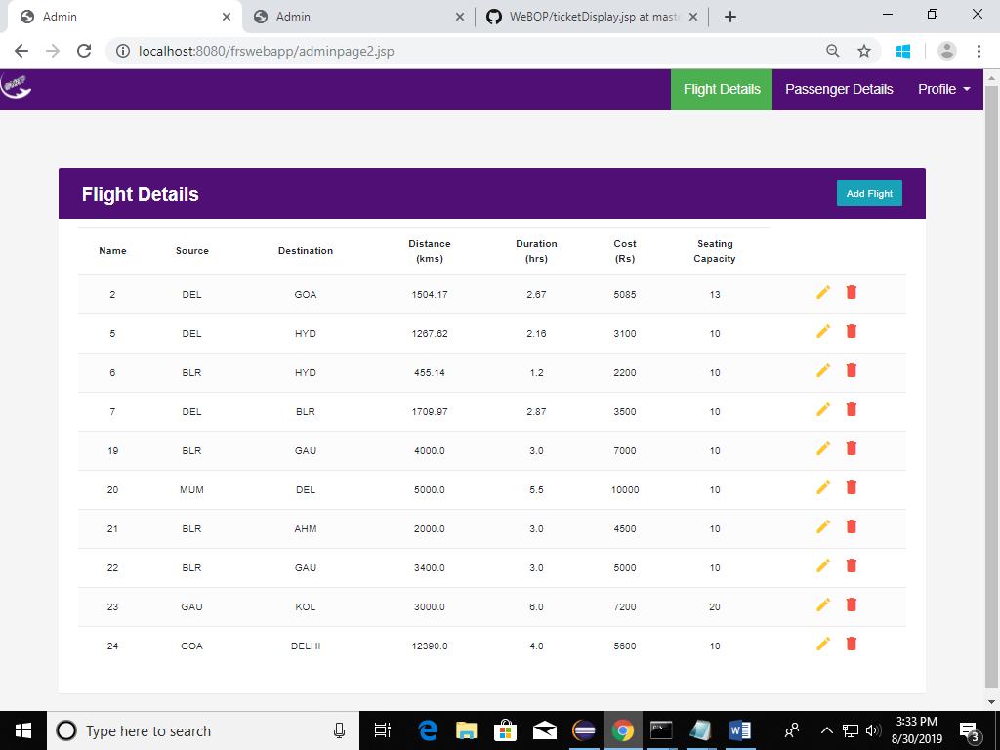 Admin
Admin
WeBOP/ticketDisplay.jsp at mast
localhost:8080/frswebapp/adminpage2.jsp
Flight Details Passenger Details Profile
Flight Details Add Flight
Name Source Destination Distance (kms) Duration (hrs) Cost (Rs) Seating Capacity
2 DEL GOA 1504.17 2.67 5085 13
5 DEL HYD 1267.62 2.16 3100 10
6 BLR HYD 455.14 1.2 2200 10
7 DEL BLR 1709.97 2.87 3500 10
19 BLR GAU 4000.0 3.0 7000 10
20 MUM DEL 5000.0 5.5 10000 10
21 BLR AHM 2000.0 3.0 4500 10
22 BLR GAU 3400.0 3.0 5000 10
23 GAU KOL 3000.0 6.0 7200 20
24 GOA DELHI 12390.0 4.0 5600 10
Type here to search
3:33 PM
8/30/2019
3